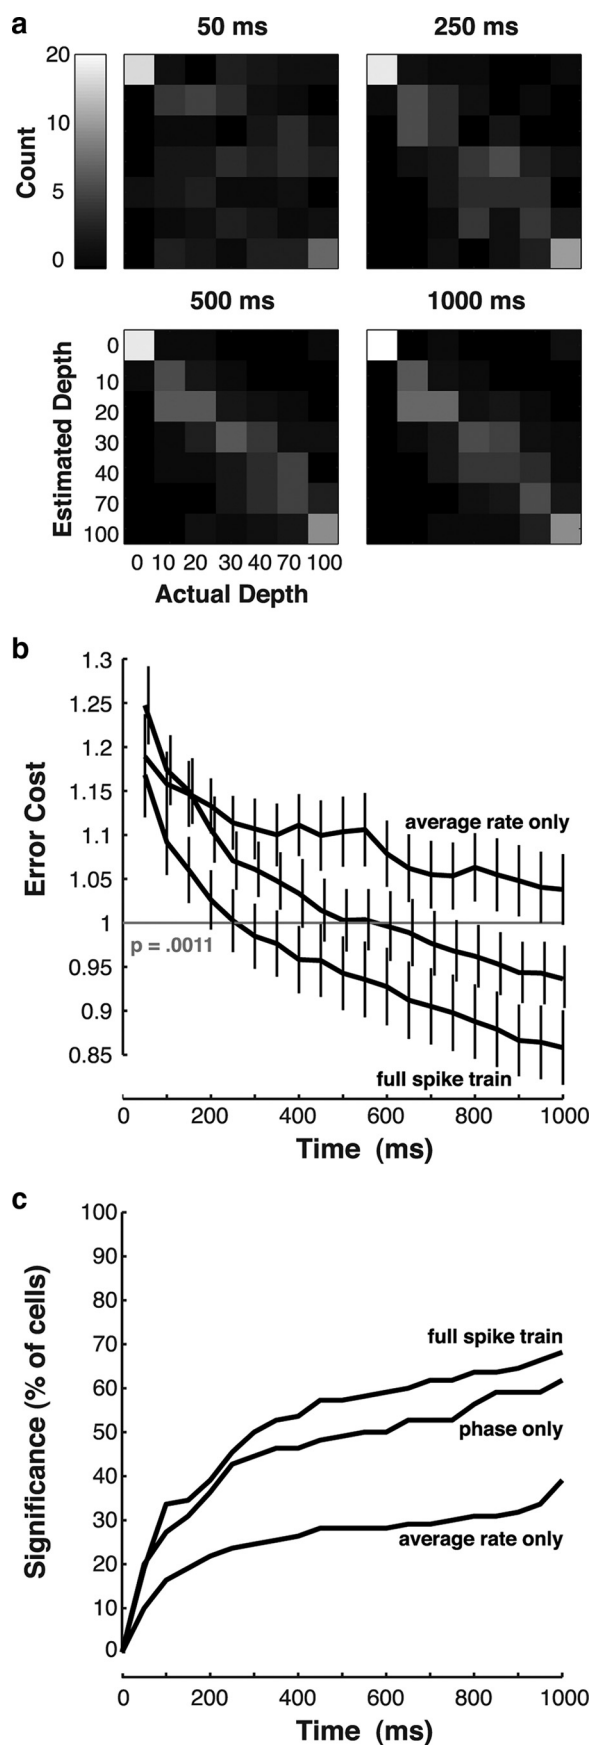 a
50 ms
250 ms
20
10
5
0
Count
500 ms
1000 ms
0
10
20
30
40
70
100
Estimated Depth
0 10 20 30 40 70 100
Actual Depth
b
1.3
1.25
1.2
1.15
1.1
1.05
1
0.95
0.9
0.85
Error Cost
average rate only
p = .0011
full spike train
0 200 400 600 800 1000
Time (ms)
c
100
90
80
70
60
50
40
30
20
10
0
Significance (% of cells)
full spike train
phase only
average rate only
0 200 400 600 800 1000
Time (ms)